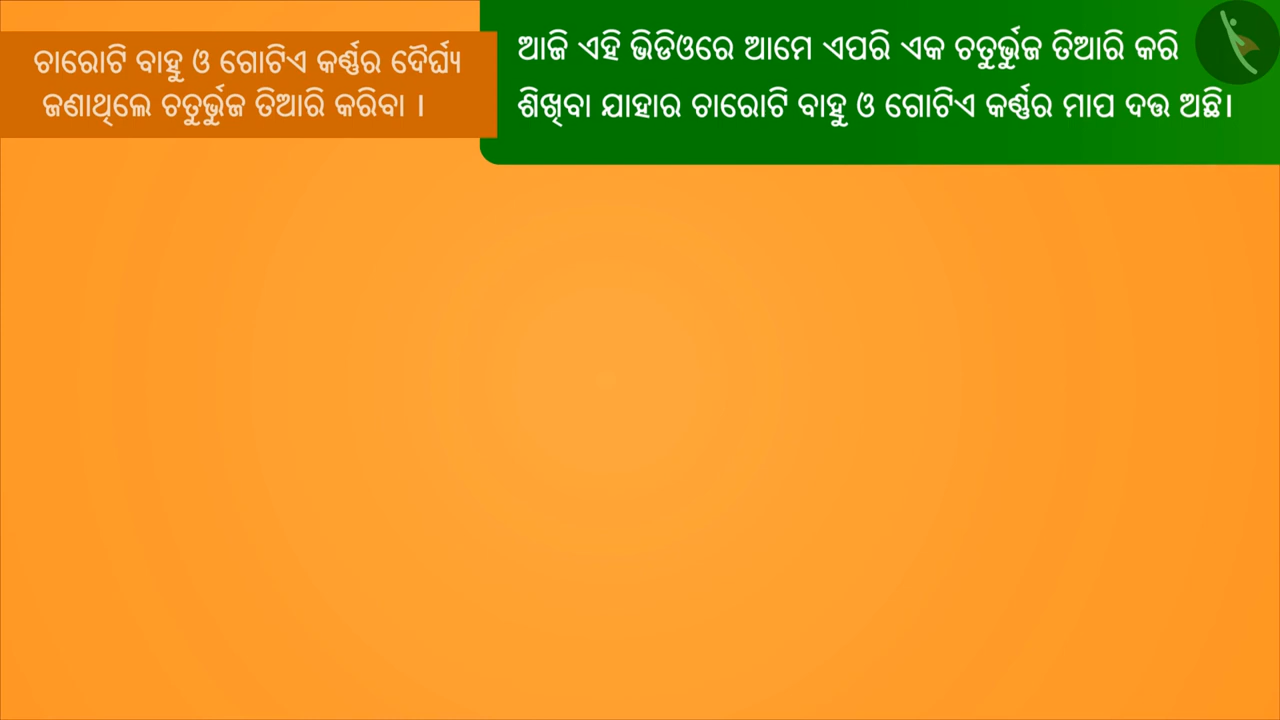 ଚାରୋଟି ବାହୁ ଓ ଗୋଟିଏ କର୍ଣ୍ଣର ଦୈର୍ଘ୍ୟ
ଜଣାଥିଲେ ଚତୁର୍ଭୁଜ ତିଆରି କରିବା ।
ଆଜି ଏହି ଭିଡିଓରେ ଆମେ ଏପରି ଏକ ଚତୁର୍ଭୁଜ ତିଆରି କରି
ଶିଖିବା ଯାହାର ଚାରୋଟି ବାହୁ ଓ ଗୋଟିଏ କର୍ଣ୍ଣର ମାପ ଦତ୍ତ ଅଛି।